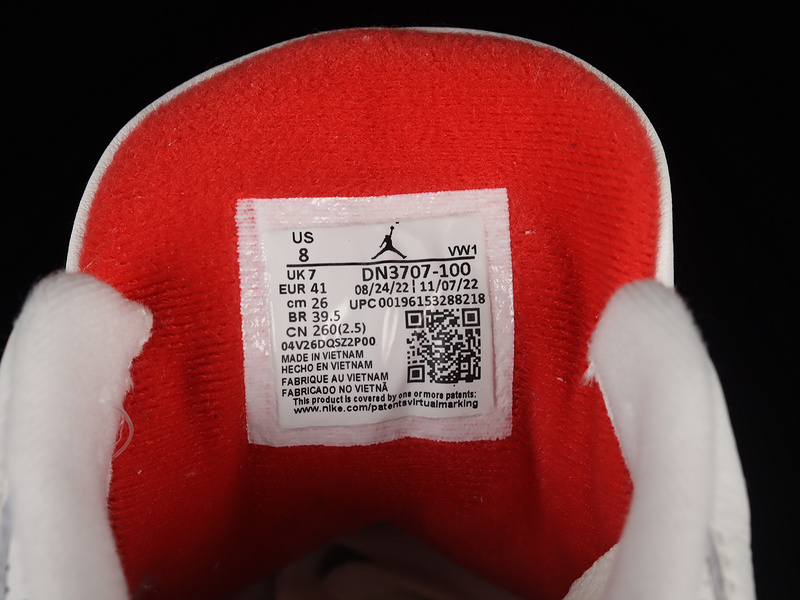 US
8
VW1
UK 7
DN3707-100
EUR 41
08/24/22 11/07/22
cm 26
UPC 00196153288218
BR 39.5
CN 260(2.5)
04V26DQSZ2P00
MADE IN VIETNAM
HECHO EN VIETNAM
FABRIQUE AU VIETNAM
FABRICADO NO VIETNÃ
This product is covered by one or more patents:
www.nike.com/patentsvirtualmarking